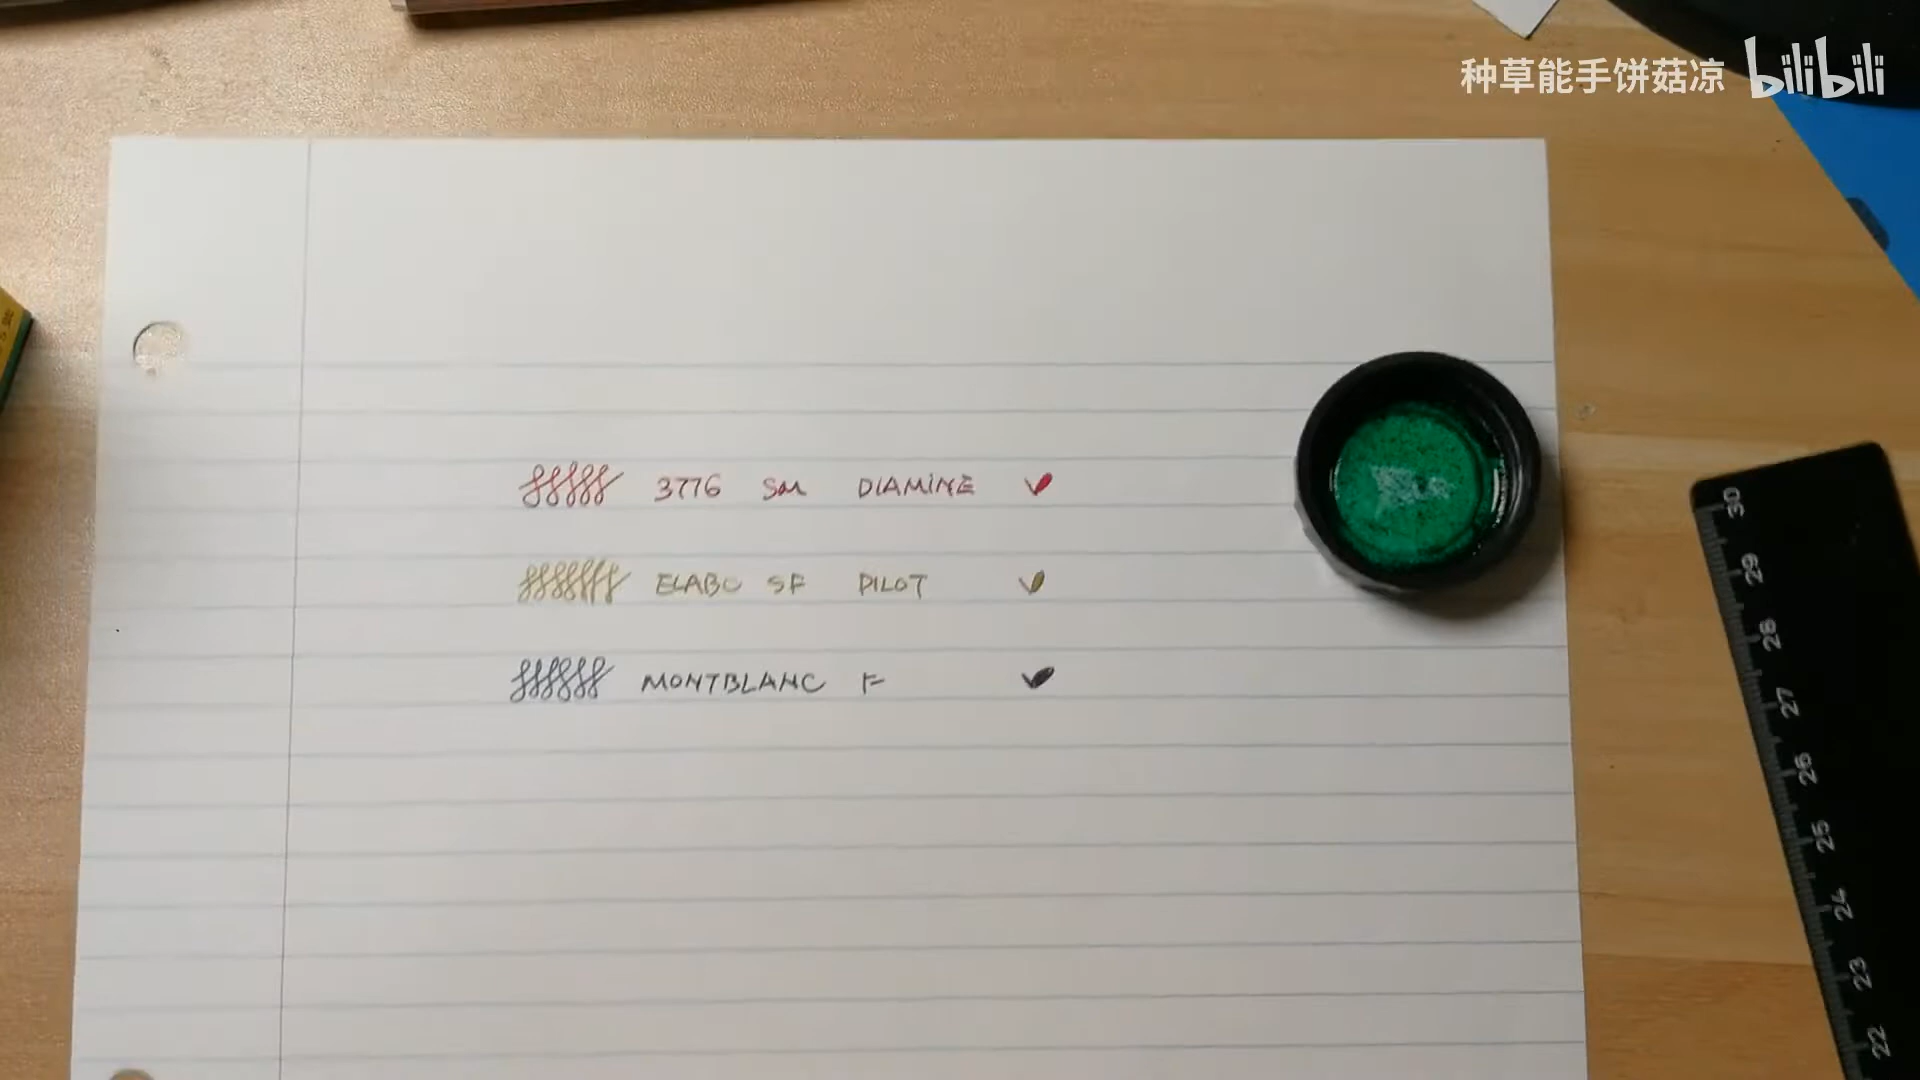 种草能手饼菇凉 bilibili
3776 SM DIAMINE
ELABO SF PILOT
MONTBLANC F
30
29
28
27
26
25
24
23
22